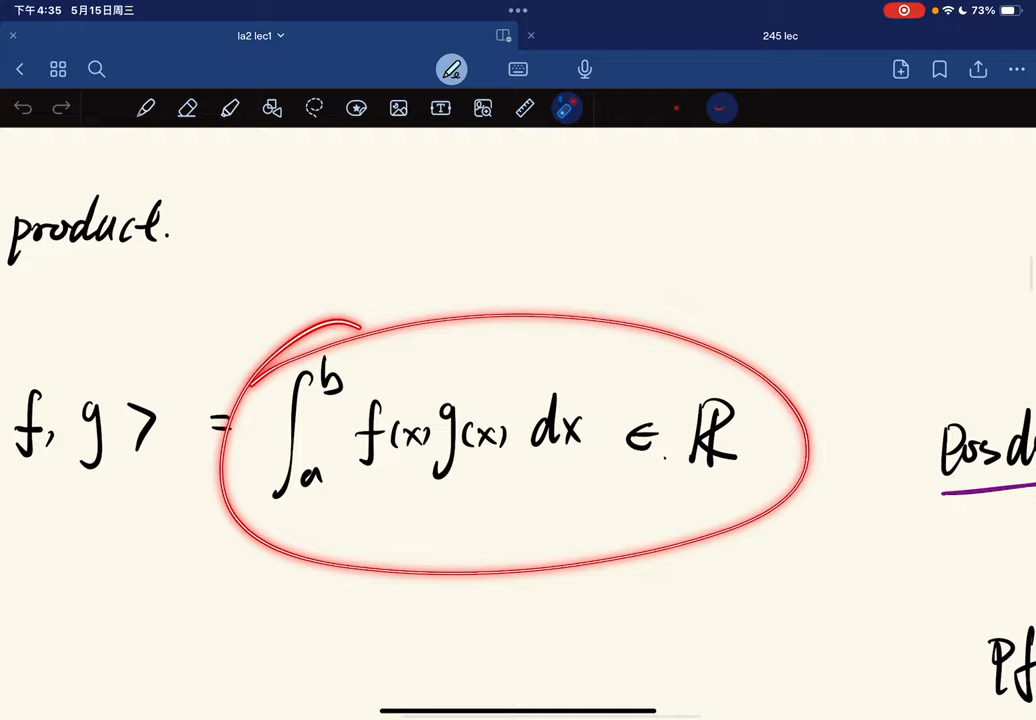 下午4:35 5月15日周三 73%
la2 lec1 245 lec
product.
f, g > = ∫_a^b f(x) g(x) dx ∈ ℝ
Posd
Pf